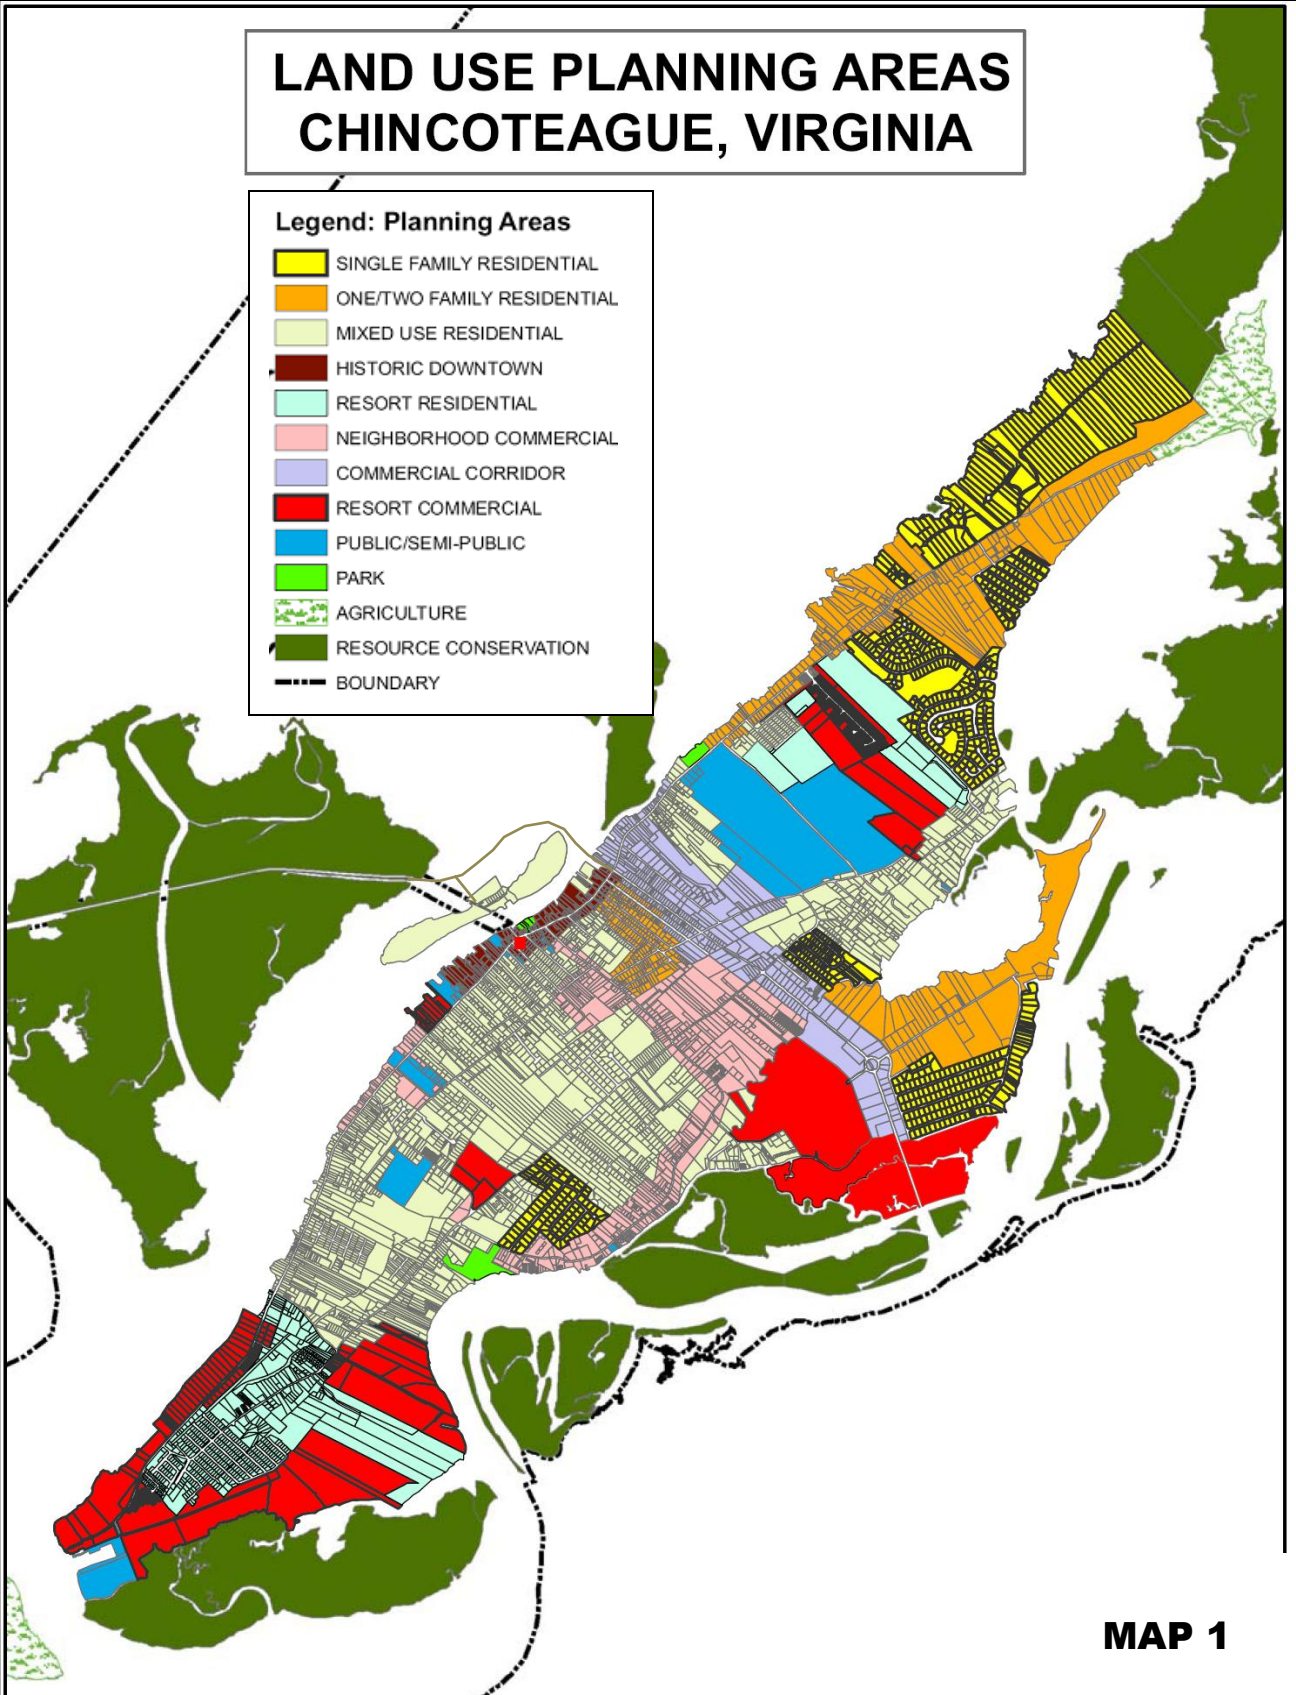 LAND USE PLANNING AREAS
CHINCOTEAGUE, VIRGINIA
Legend: Planning Areas
SINGLE FAMILY RESIDENTIAL
ONE/TWO FAMILY RESIDENTIAL
MIXED USE RESIDENTIAL
HISTORIC DOWNTOWN
RESORT RESIDENTIAL
NEIGHBORHOOD COMMERCIAL
COMMERCIAL CORRIDOR
RESORT COMMERCIAL
PUBLIC/SEMI-PUBLIC
PARK
AGRICULTURE
RESOURCE CONSERVATION
BOUNDARY
MAP 1